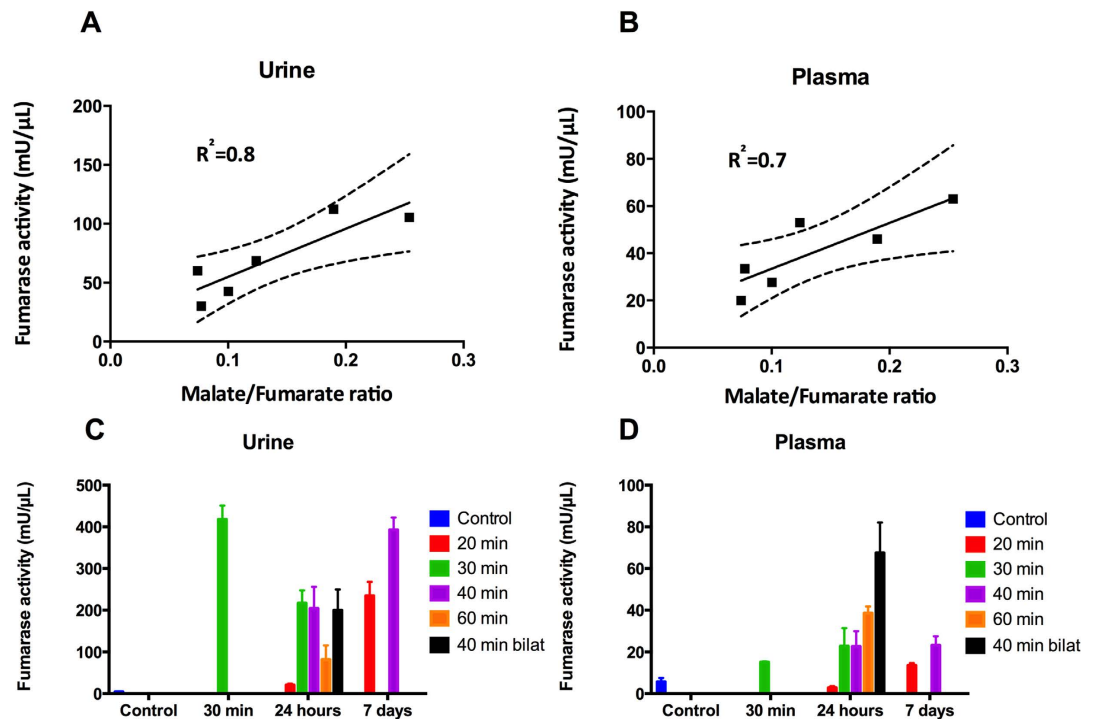 A
Urine
Fumarase activity (mU/µL)
200
150
100
50
0
R²=0.8
0.0 0.1 0.2 0.3
Malate/Fumarate ratio
B
Plasma
Fumarase activity (mU/µL)
100
80
60
40
20
0
R²=0.7
0.0 0.1 0.2 0.3
Malate/Fumarate ratio
C
Urine
Fumarase activity (mU/µL)
500
400
300
200
100
0
Control 30 min 24 hours 7 days
Control
20 min
30 min
40 min
60 min
40 min bilat
D
Plasma
Fumarase activity (mU/µL)
100
80
60
40
20
0
Control 30 min 24 hours 7 days
Control
20 min
30 min
40 min
60 min
40 min bilat